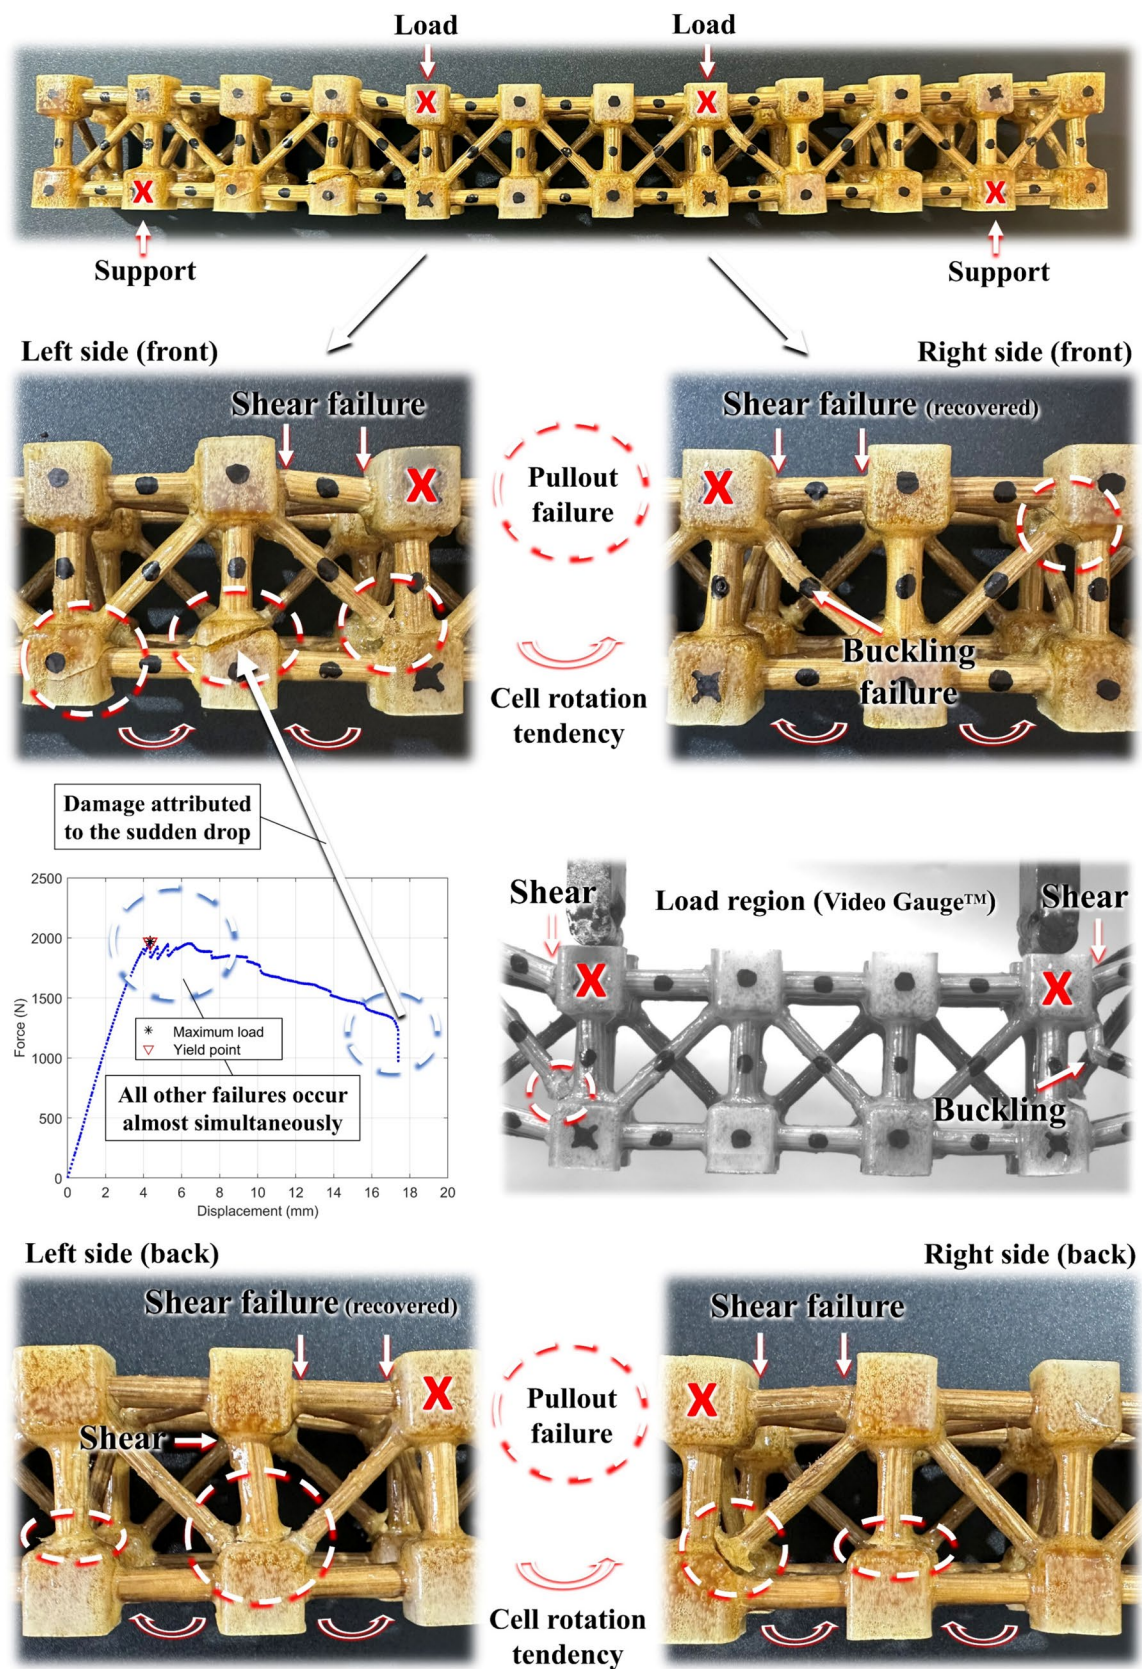 Load
Load
X
X
X
X
Support
Support
Left side (front)
Right side (front)
Shear failure
X
Pullout
failure
Cell rotation
tendency
Shear failure (recovered)
X
Buckling
failure
Damage attributed
to the sudden drop
2500
2000
1500
1000
500
0
Force (N)
Maximum load
Yield point
All other failures occur
almost simultaneously
0 2 4 6 8 10 12 14 16 18 20
Displacement (mm)
Shear
Load region (Video Gauge™)
Shear
X
X
Buckling
Left side (back)
Right side (back)
Shear failure (recovered)
X
Shear
Pullout
failure
Cell rotation
tendency
Shear failure
X